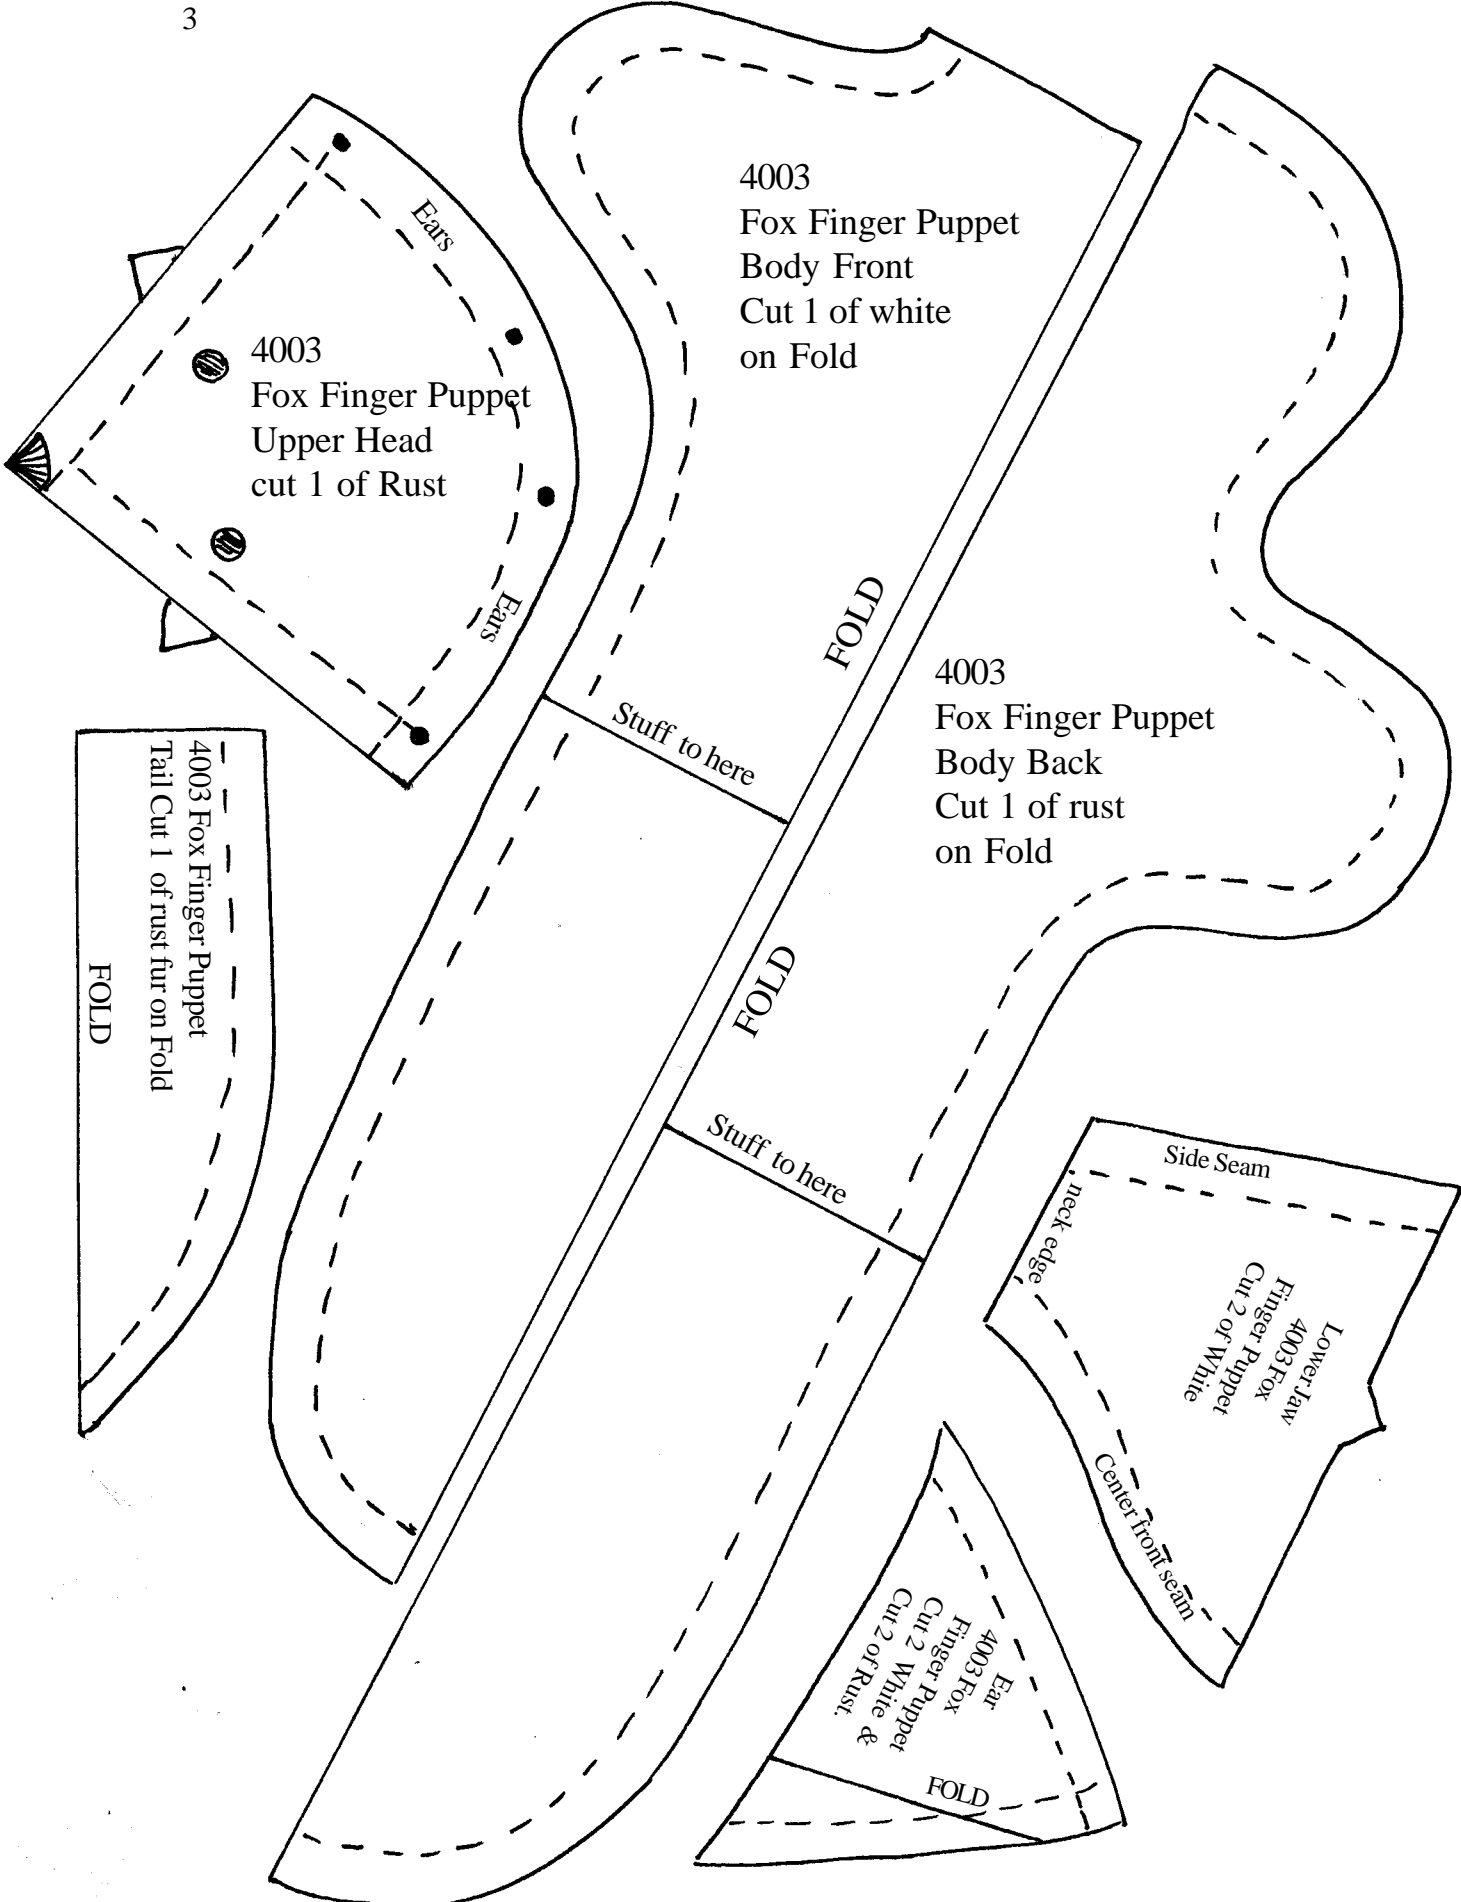 3
4003
Fox Finger Puppet
Body Front
Cut 1 of white
on Fold
FOLD
Stuff to here
Ears
4003
Fox Finger Puppet
Upper Head
cut 1 of Rust
Ears
4003
Fox Finger Puppet
Body Back
Cut 1 of rust
on Fold
FOLD
Stuff to here
4003 Fox Finger Puppet
Tail Cut 1 of rust fur on Fold
FOLD
Side Seam
neck edge
Lower Jaw
4003 Fox
Finger Puppet
Cut 2 of White
Center front seam
Ear
4003 Fox
Finger Puppet
Cut 2 White &
Cut 2 of Rust.
FOLD